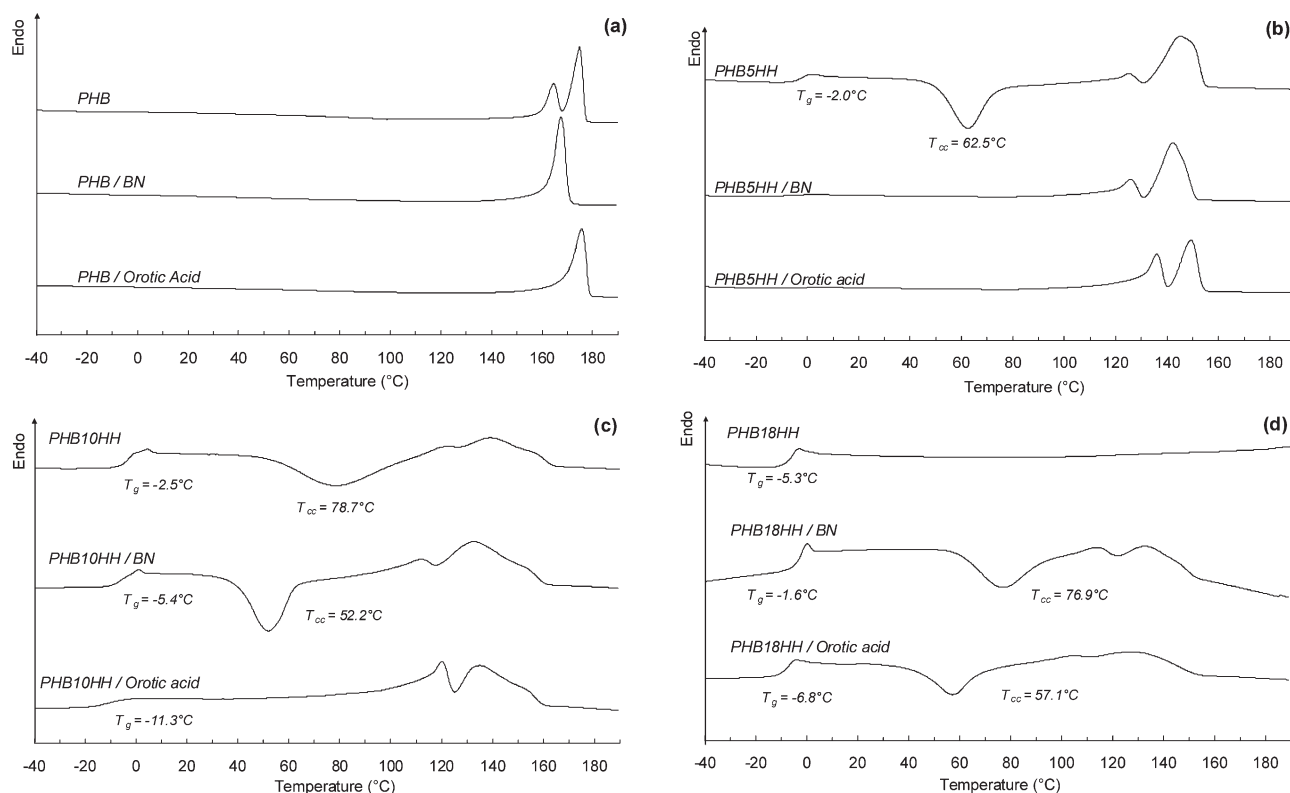 (a)
Endo
PHB
PHB / BN
PHB / Orotic Acid
-40 -20 0 20 40 60 80 100 120 140 160 180
Temperature (°C)
(b)
Endo
PHB5HH
Tg = -2.0°C
Tcc = 62.5°C
PHB5HH / BN
PHB5HH / Orotic acid
-40 -20 0 20 40 60 80 100 120 140 160 180
Temperature (°C)
(c)
Endo
PHB10HH
Tg = -2.5°C
Tcc = 78.7°C
PHB10HH / BN
Tg = -5.4°C
Tcc = 52.2°C
PHB10HH / Orotic acid
Tg = -11.3°C
-40 -20 0 20 40 60 80 100 120 140 160 180
Temperature (°C)
(d)
Endo
PHB18HH
Tg = -5.3°C
PHB18HH / BN
Tg = -1.6°C
Tcc = 76.9°C
PHB18HH / Orotic acid
Tg = -6.8°C
Tcc = 57.1°C
-40 -20 0 20 40 60 80 100 120 140 160 180
Temperature (°C)